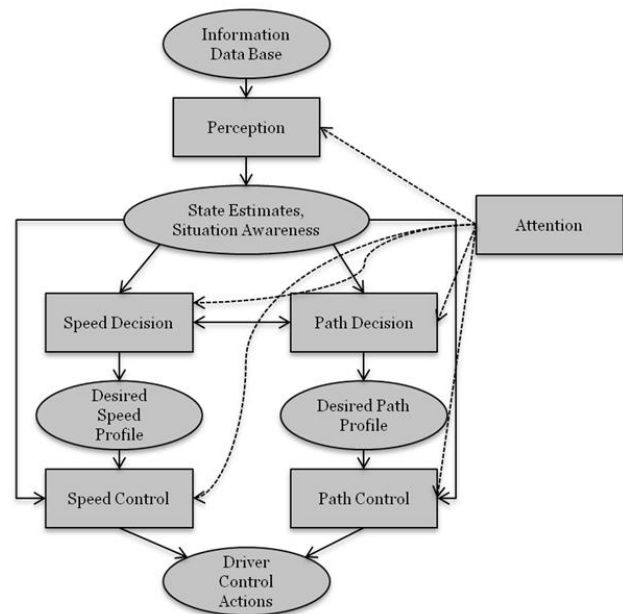 Information
Data Base
Perception
State Estimates,
Situation Awareness
Attention
Speed Decision
Path Decision
Desired
Speed
Profile
Desired Path
Profile
Speed Control
Path Control
Driver
Control
Actions